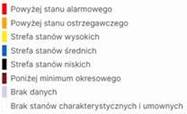 Powyżej stanu alarmowego
Powyżej stanu ostrzegawczego
Strefa stanów wysokich
Strefa stanów średnich
Strefa stanów niskich
Poniżej minimum okresowego
Brak danych
Brak stanów charakterystycznych i umownych